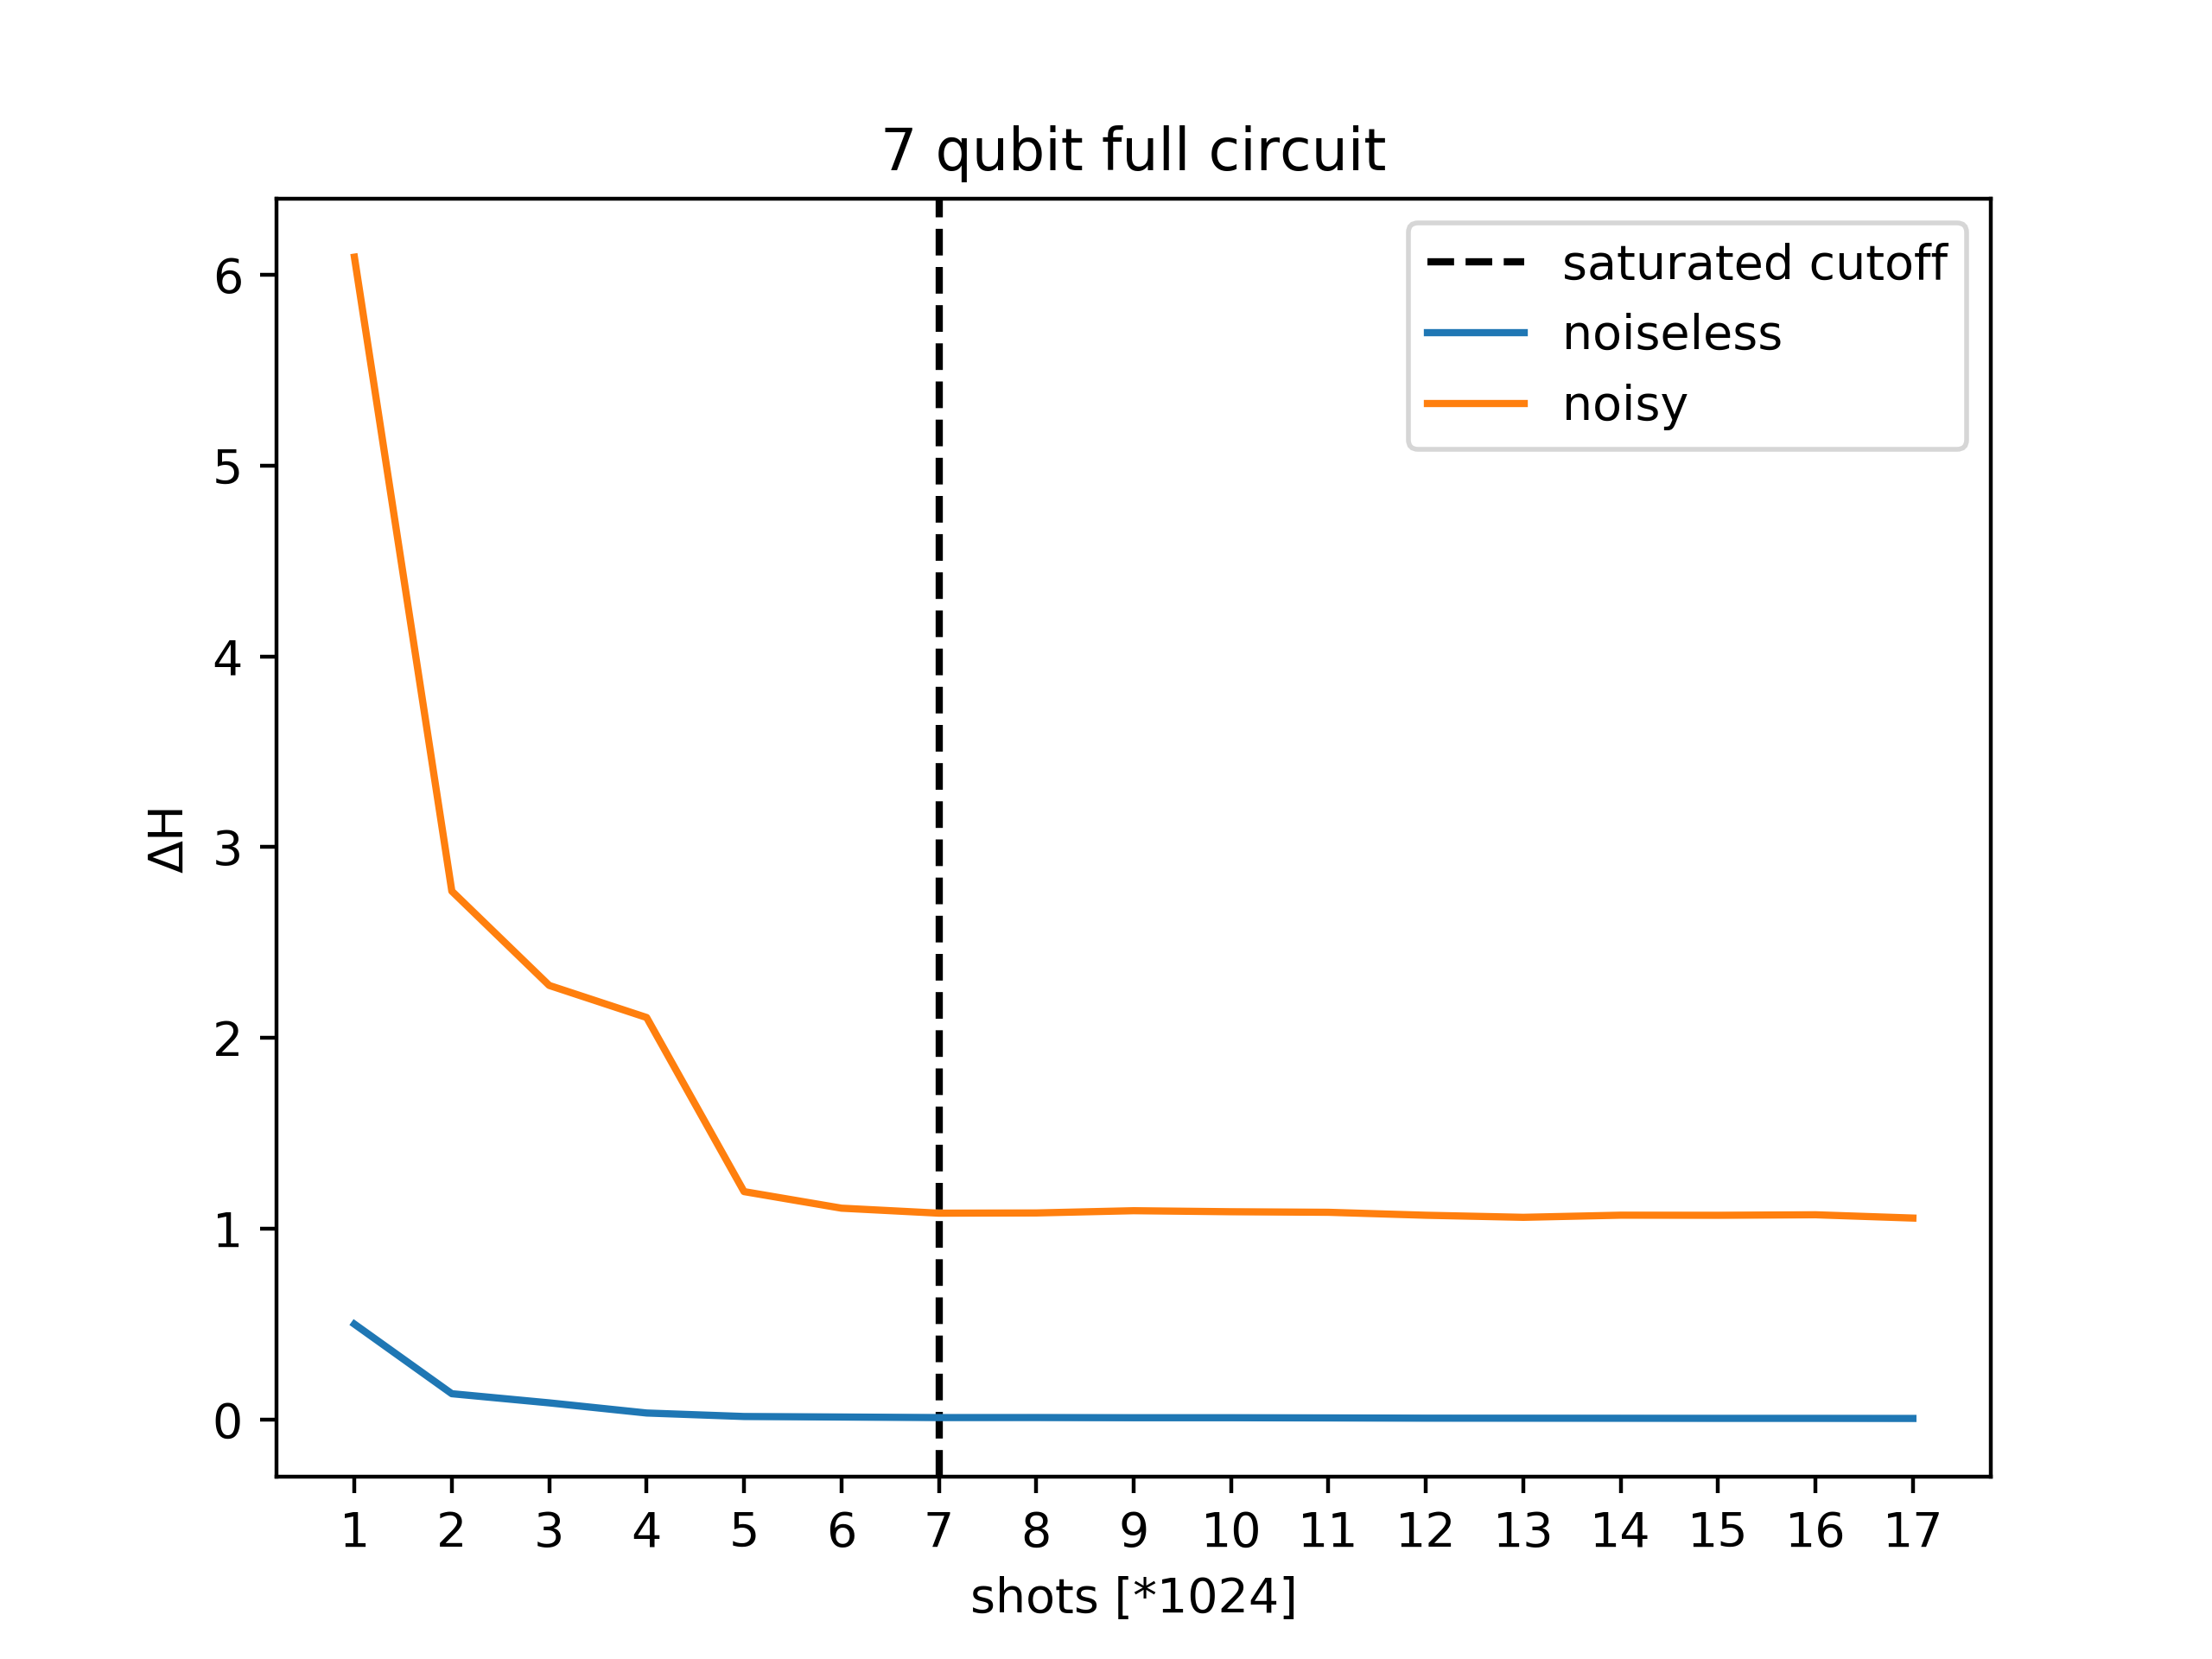 7 qubit full circuit
saturated cutoff
noiseless
noisy
ΔH
6
5
4
3
2
1
0
1 2 3 4 5 6 7 8 9 10 11 12 13 14 15 16 17
shots [*1024]